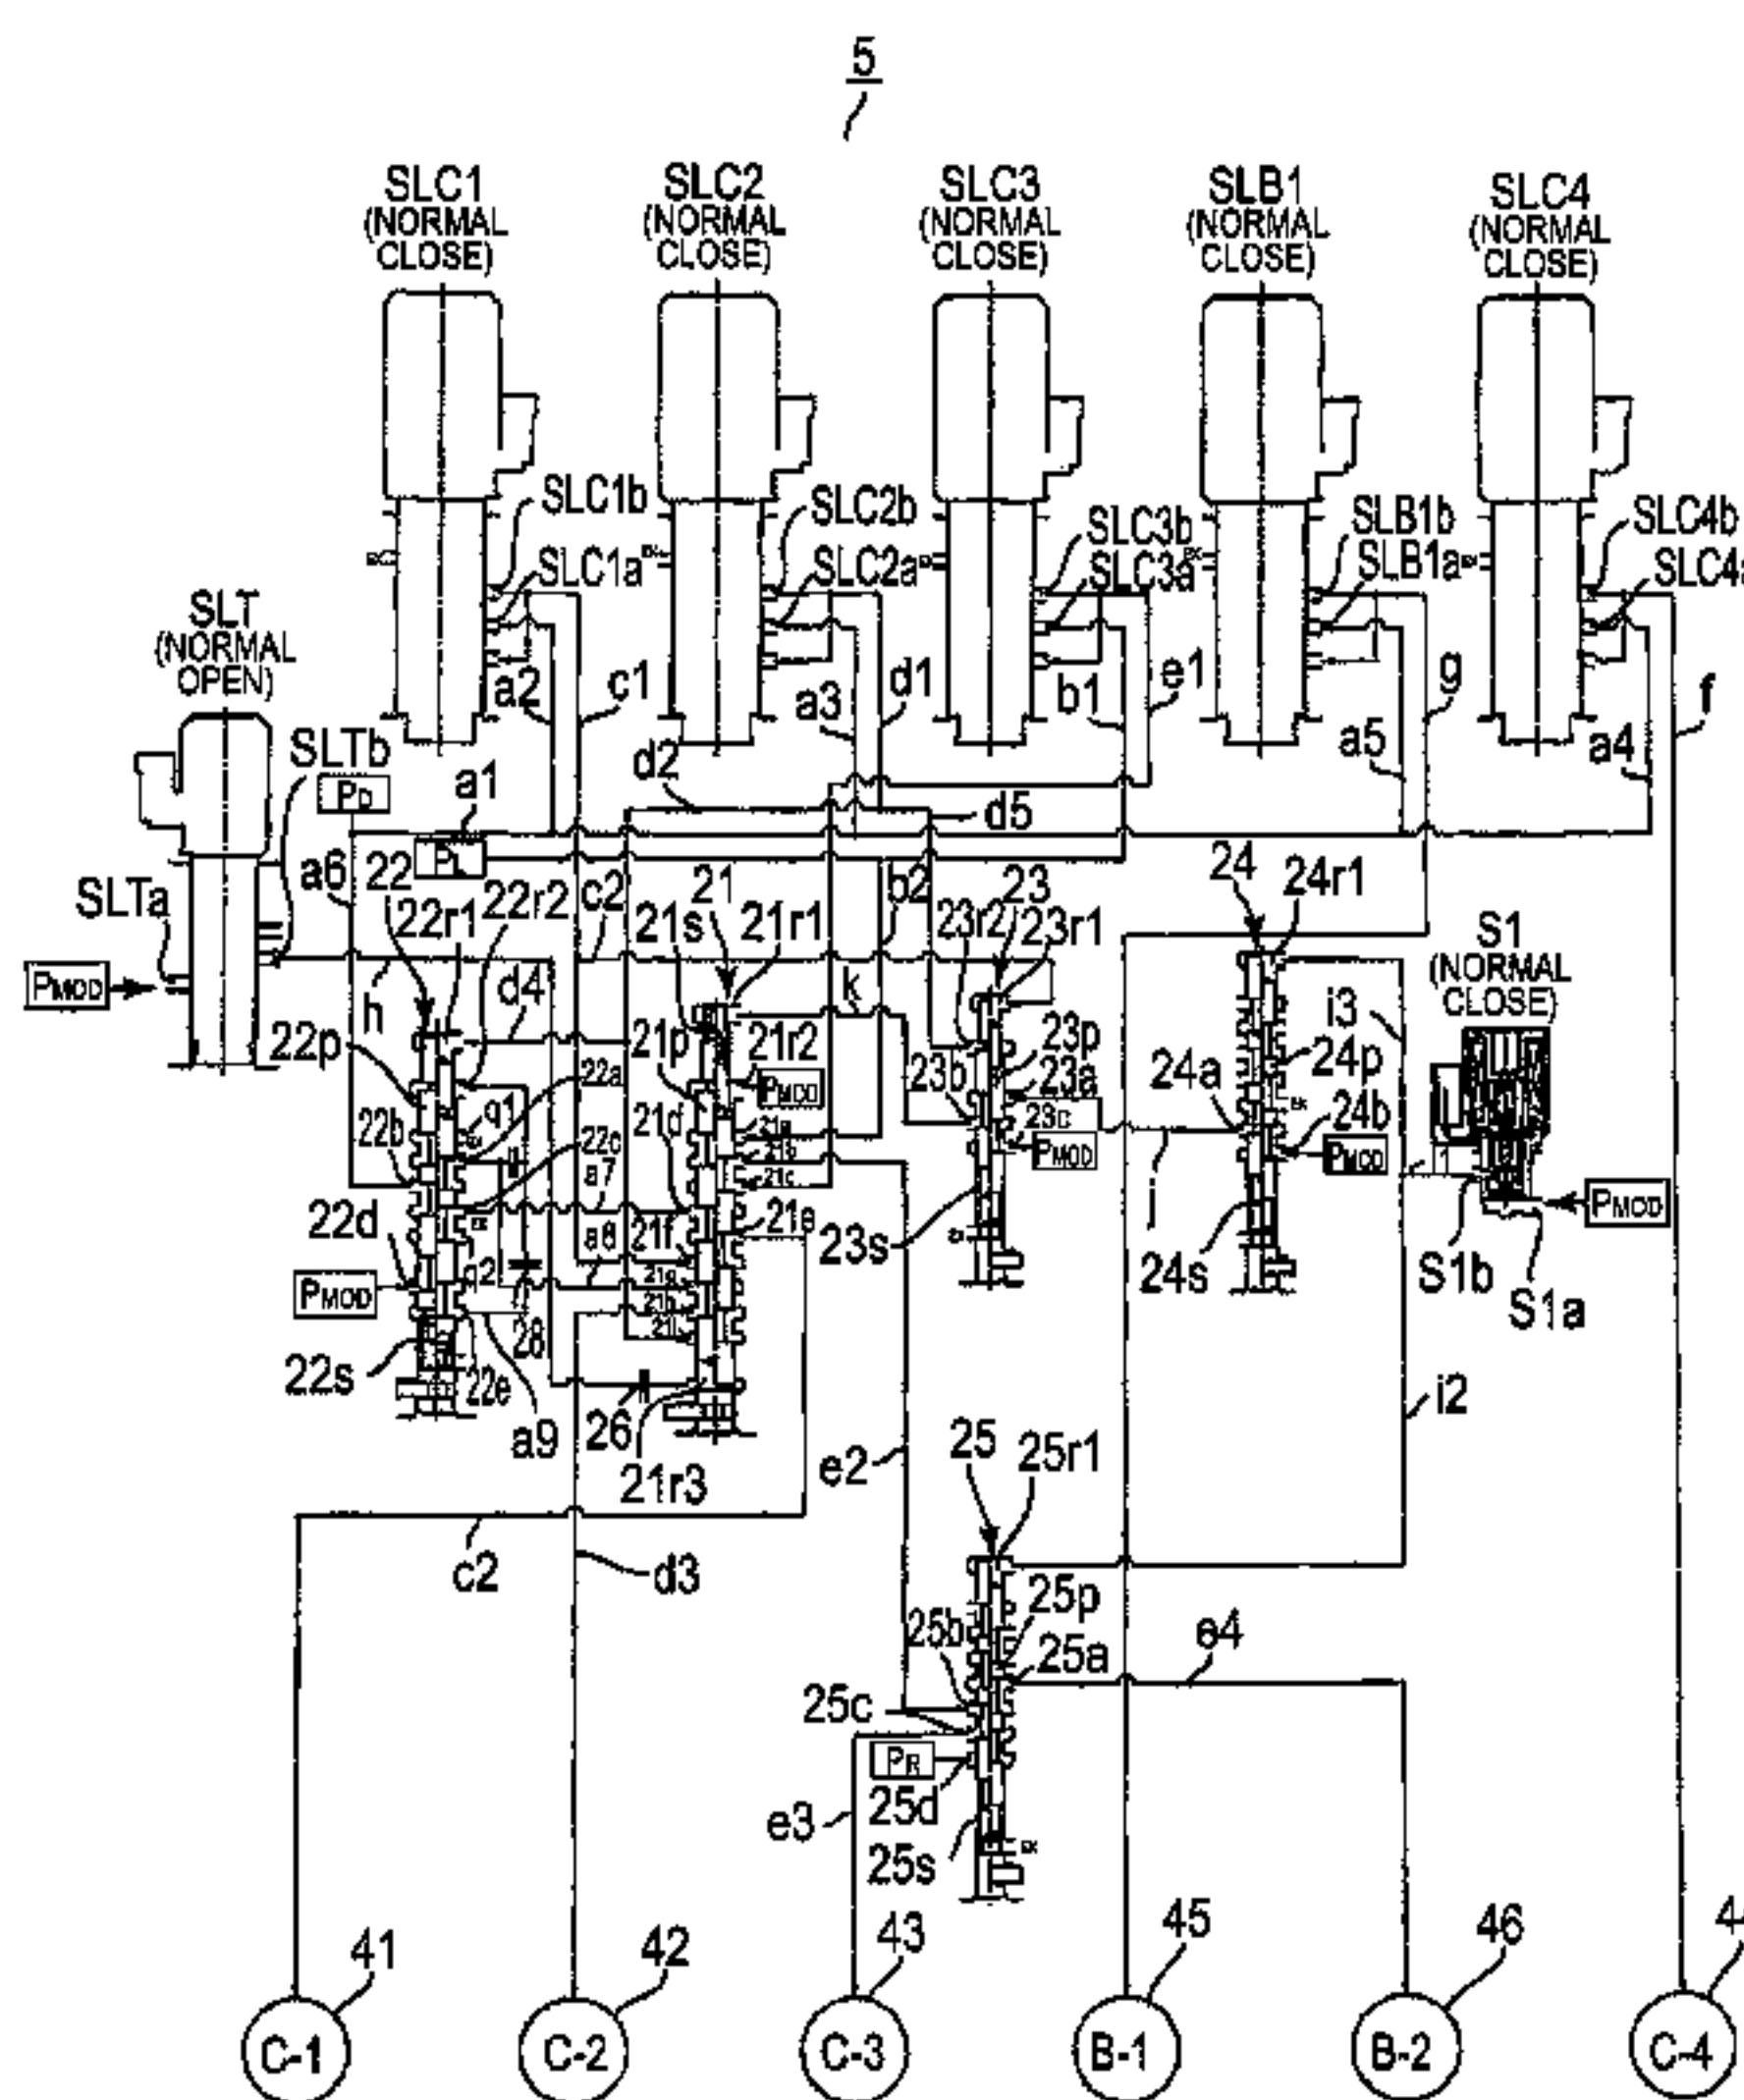 5
SLC1
(NORMAL
CLOSE)
SLC2
(NORMAL
CLOSE)
SLC3
(NORMAL
CLOSE)
SLB1
(NORMAL
CLOSE)
SLC4
(NORMAL
CLOSE)
SLC1b
SLC1a
SLC2b
SLC2a
SLC3b
SLC3a
SLB1b
SLB1a
SLC4b
SLT
(NORMAL
OPEN)
a2
c1
a3
d1
b1
e1
g
a5
f
a4
SLTb
PD
a1
d2
d5
PL
SLTa
a6
22
22r1
22r2
c2
21
21s
21r1
b2
23
23r2
23r1
24
24r1
S1
(NORMAL
CLOSE)
PMOD
h
d4
k
i3
22p
21p
21r2
PMOD
22a
23p
23a
23b
23c
PMOD
24a
24p
24b
PMOD
22b
q1
22c
21d
21a
21b
21c
a7
22d
21f
21e
a8
23s
24s
S1b
S1a
PMOD
PMOD
28
22s
22e
a9
26
21r3
e2
25
25r1
i2
c2
d3
25b
25p
25a
e4
25c
PR
25d
e3
25s
41
42
43
45
46
C-1
C-2
C-3
B-1
B-2
C-4